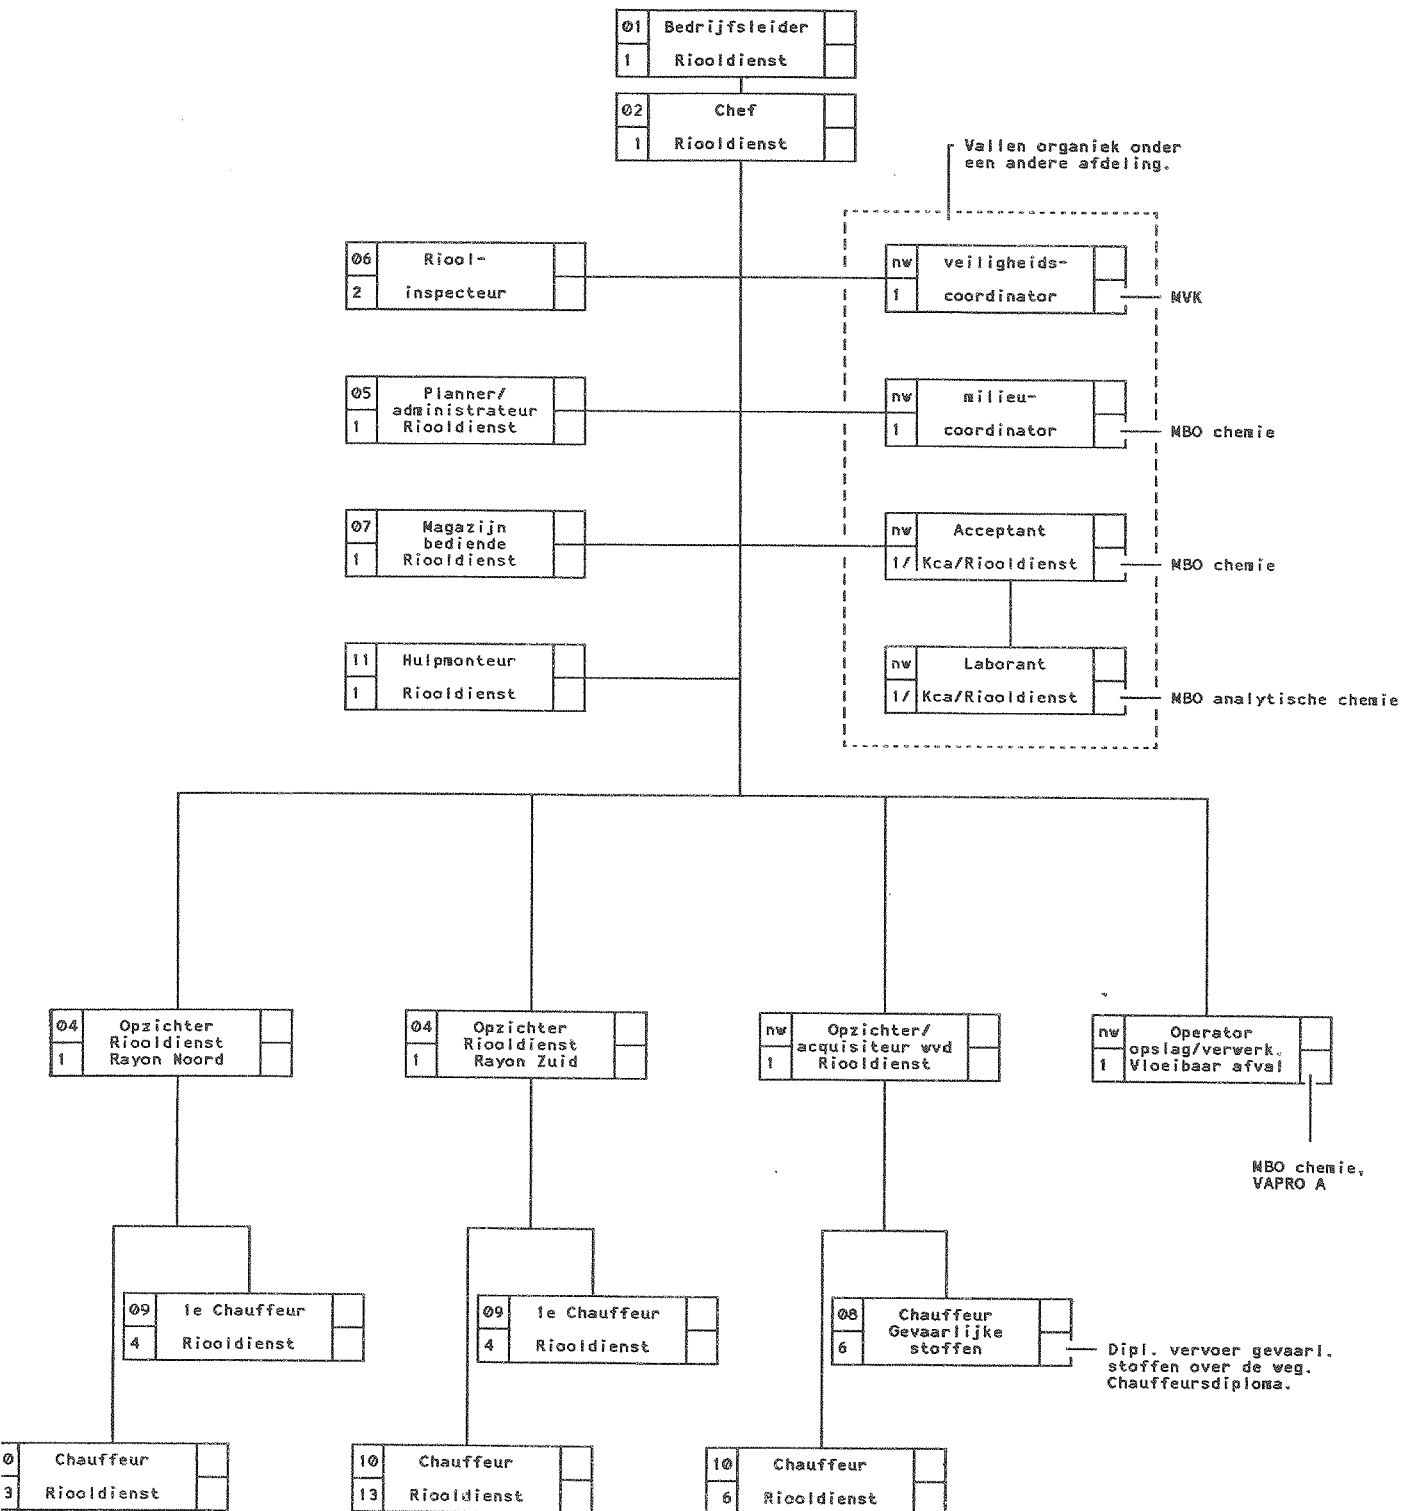 01 Bedrijfsleider
1 Riooldienst
02 Chef
1 Riooldienst
Vallen organiek onder
een andere afdeling.
06 Riool-
2 inspecteur
nw veiligheids-
1 coordinator
MVK
05 Planner/
administrateur
1 Riooldienst
nw milieu-
1 coordinator
MBO chemie
07 Magazijn
bediende
1 Riooldienst
nw Acceptant
1/ Kca/Riooldienst
MBO chemie
11 Hulpmonteur
1 Riooldienst
nw Laborant
1/ Kca/Riooldienst
MBO analytische chemie
04 Opzichter
Riooldienst
1 Rayon Noord
04 Opzichter
Riooldienst
1 Rayon Zuid
nw Opzichter/
acquisiteur wvd
1 Riooldienst
nw Operator
opslag/verwerk.
1 Vloeibaar afval
MBO chemie,
VAPRO A
09 1e Chauffeur
4 Riooldienst
09 1e Chauffeur
4 Riooldienst
08 Chauffeur
Gevaarlijke
6 stoffen
Dipl. vervoer gevaarl.
stoffen over de weg.
Chauffeursdiploma.
0 Chauffeur
3 Riooldienst
10 Chauffeur
13 Riooldienst
10 Chauffeur
6 Riooldienst